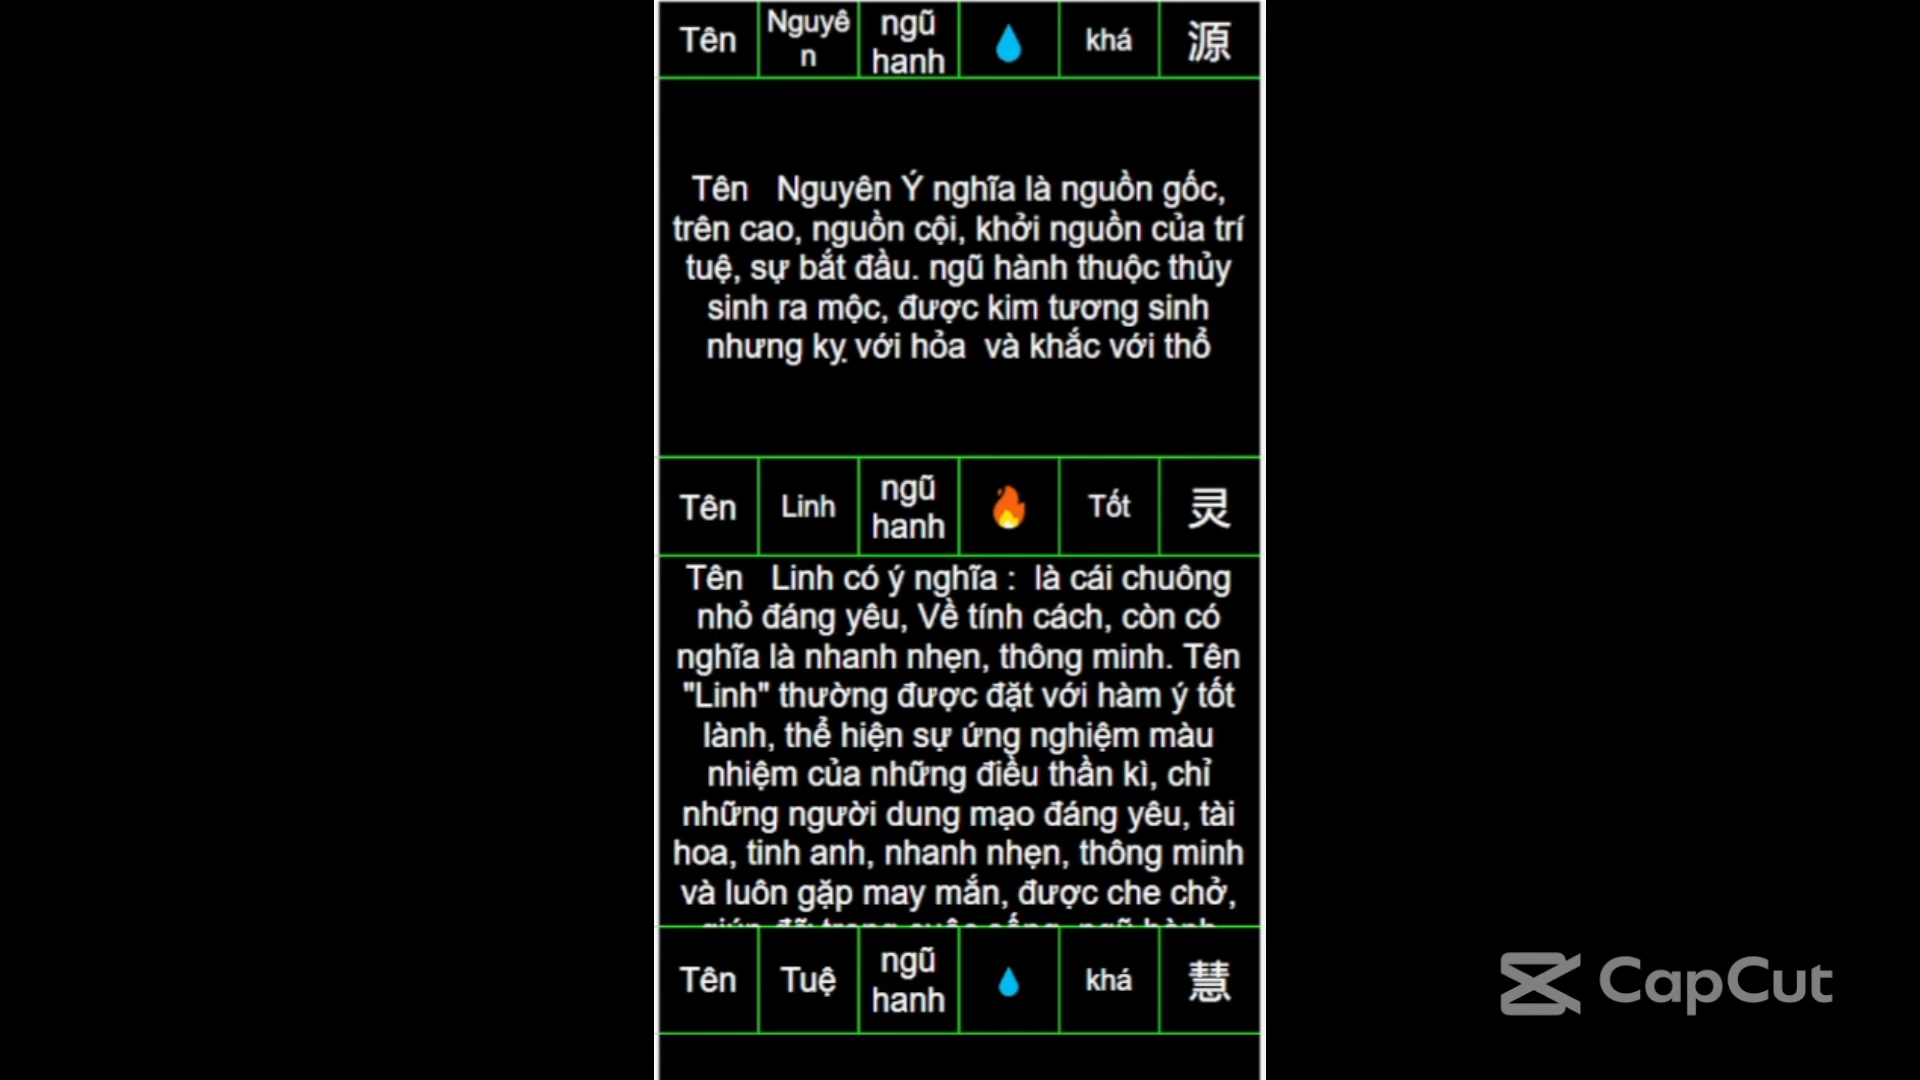 Tên Nguyên ngũ hanh 💧 khá 源
Tên Nguyên Ý nghĩa là nguồn gốc,
trên cao, nguồn cội, khởi nguồn của trí
tuệ, sự bắt đầu. ngũ hành thuộc thủy
sinh ra mộc, được kim tương sinh
nhưng kỵ với hỏa và khắc với thổ
Tên Linh ngũ hanh 🔥 Tốt 灵
Tên Linh có ý nghĩa : là cái chuông
nhỏ đáng yêu, Về tính cách, còn có
nghĩa là nhanh nhẹn, thông minh. Tên
"Linh" thường được đặt với hàm ý tốt
lành, thể hiện sự ứng nghiệm màu
nhiệm của những điều thần kì, chỉ
những người dung mạo đáng yêu, tài
hoa, tinh anh, nhanh nhẹn, thông minh
và luôn gặp may mắn, được che chở,
Tên Tuệ ngũ hanh 💧 khá 慧
CapCut